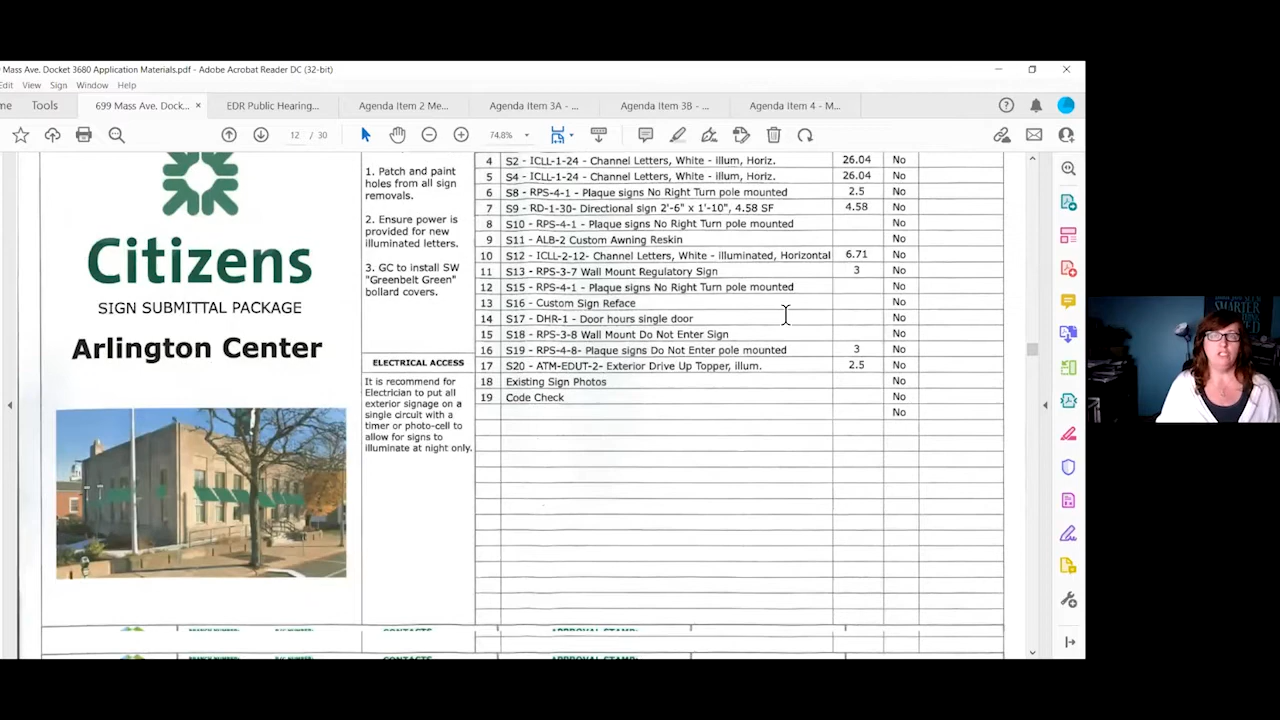 Mass Ave. Docket 3680 Application Materials.pdf - Adobe Acrobat Reader DC (32-bit)
Edit View Sign Window Help
me Tools 699 Mass Ave. Dock... × EDR Public Hearing... Agenda Item 2 Me... Agenda Item 3A - ... Agenda Item 3B - ... Agenda Item 4 - M...
12 / 30 74.8%
Citizens
SIGN SUBMITTAL PACKAGE
Arlington Center
1. Patch and paint
holes from all sign
removals.
2. Ensure power is
provided for new
illuminated letters.
3. GC to install SW
"Greenbelt Green"
bollard covers.
ELECTRICAL ACCESS
It is recommend for
Electrician to put all
exterior signage on a
single circuit with a
timer or photo-cell to
allow for signs to
illuminate at night only.
4 S2 - ICLL-1-24 - Channel Letters, White - illum, Horiz. 26.04 No
5 S4 - ICLL-1-24 - Channel Letters, White - illum, Horiz. 26.04 No
6 S8 - RPS-4-1 - Plaque signs No Right Turn pole mounted 2.5 No
7 S9 - RD-1-30- Directional sign 2'-6" x 1'-10", 4.58 SF 4.58 No
8 S10 - RPS-4-1 - Plaque signs No Right Turn pole mounted No
9 S11 - ALB-2 Custom Awning Reskin No
10 S12 - ICLL-2-12- Channel Letters, White - illuminated, Horizontal 6.71 No
11 S13 - RPS-3-7 Wall Mount Regulatory Sign 3 No
12 S15 - RPS-4-1 - Plaque signs No Right Turn pole mounted No
13 S16 - Custom Sign Reface No
14 S17 - DHR-1 - Door hours single door No
15 S18 - RPS-3-8 Wall Mount Do Not Enter Sign No
16 S19 - RPS-4-8- Plaque signs Do Not Enter pole mounted 3 No
17 S20 - ATM-EDUT-2- Exterior Drive Up Topper, illum. 2.5 No
18 Existing Sign Photos No
19 Code Check No
No
CONTACTS APPROVAL STAMP:
SMARTER